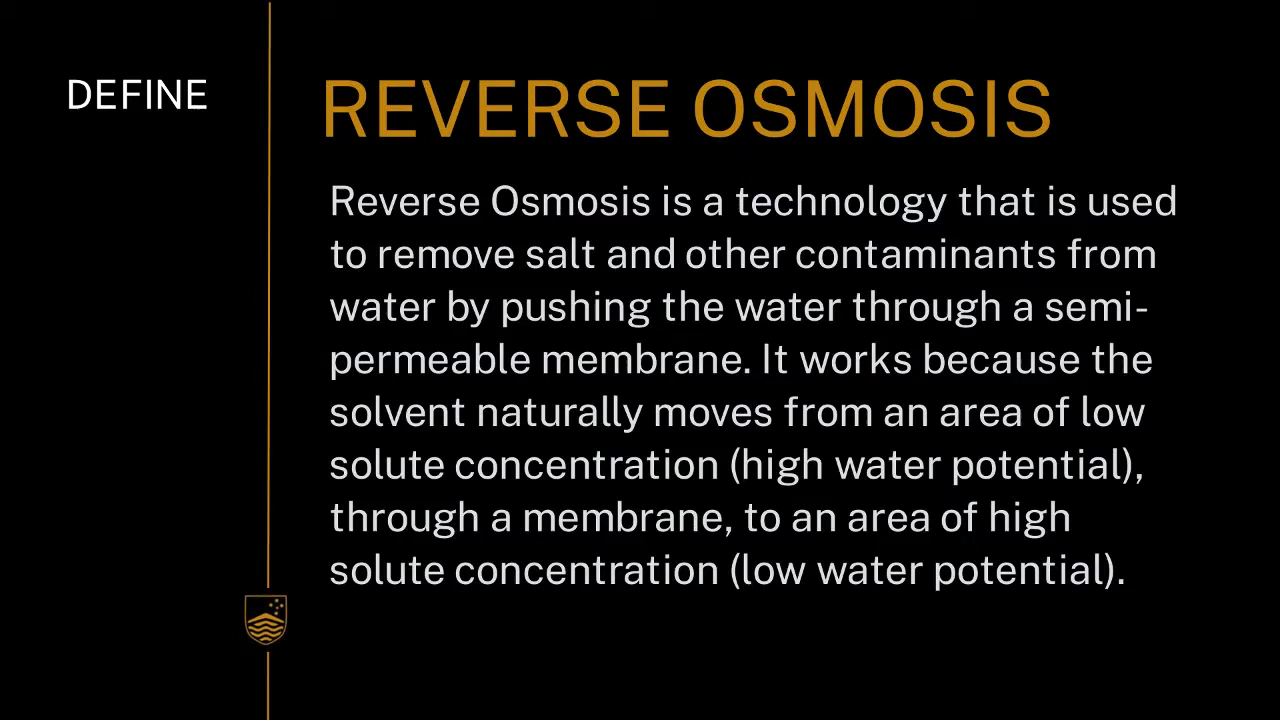 DEFINE
REVERSE OSMOSIS
Reverse Osmosis is a technology that is used
to remove salt and other contaminants from
water by pushing the water through a semi-
permeable membrane. It works because the
solvent naturally moves from an area of low
solute concentration (high water potential),
through a membrane, to an area of high
solute concentration (low water potential).